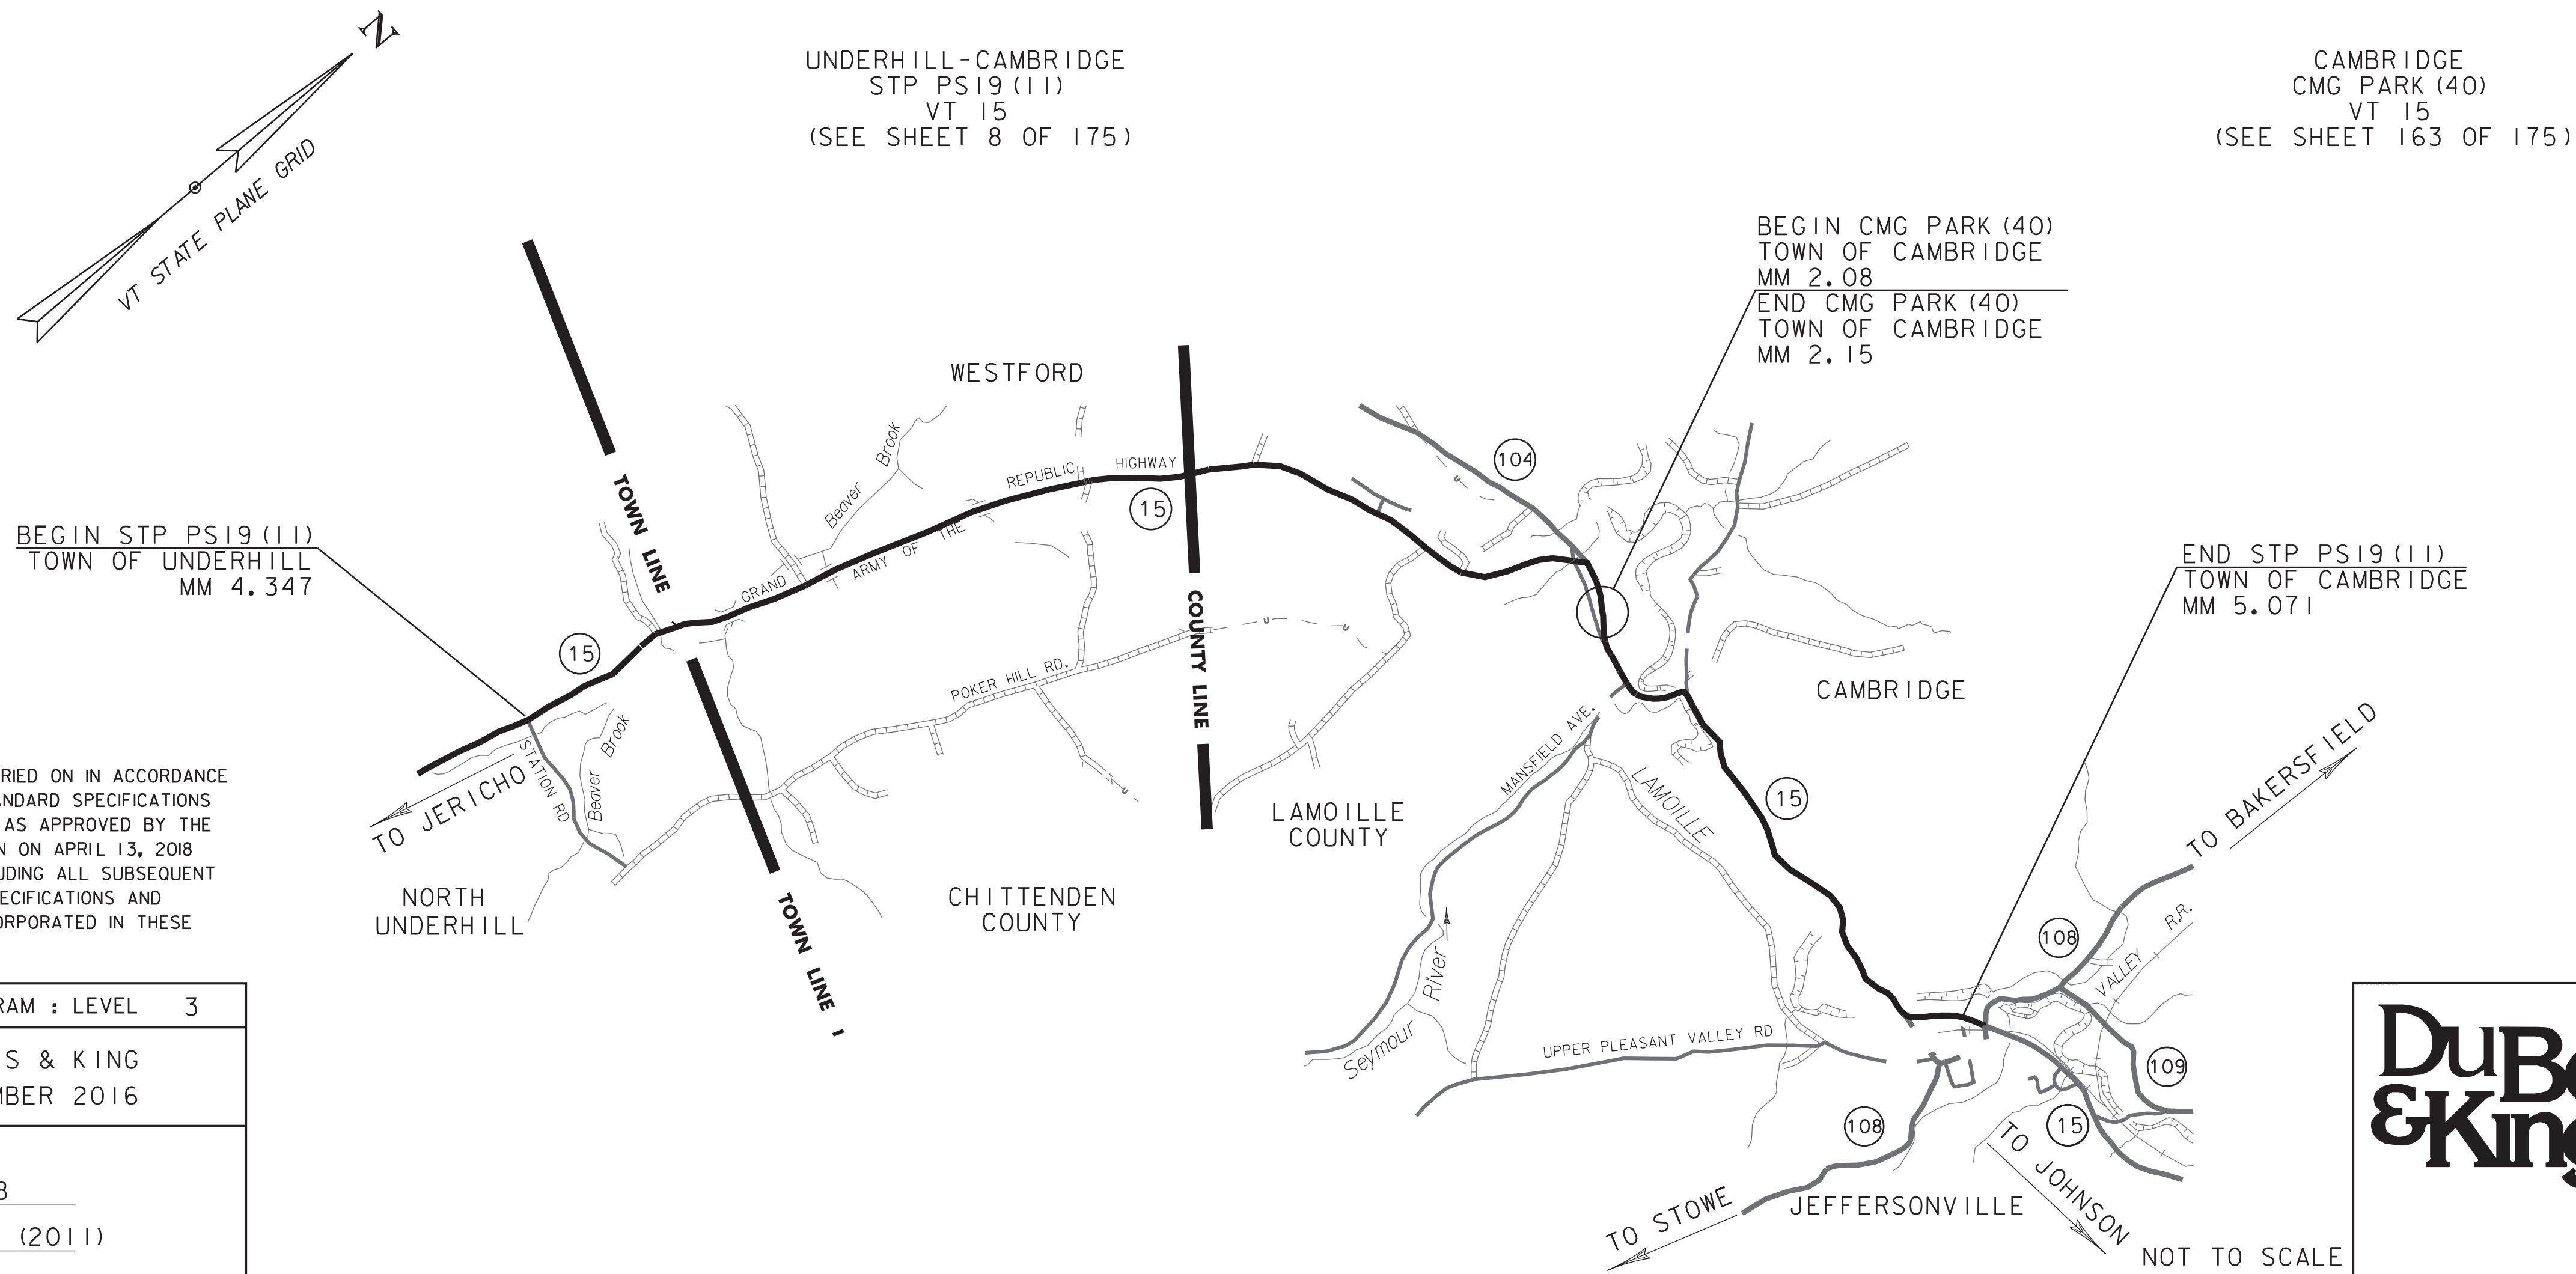 N
VT STATE PLANE GRID
UNDERHILL-CAMBRIDGE
STP PS19(11)
VT 15
(SEE SHEET 8 OF 175)
CAMBRIDGE
CMG PARK(40)
VT 15
(SEE SHEET 163 OF 175)
BEGIN CMG PARK(40)
TOWN OF CAMBRIDGE
MM 2.08
END CMG PARK(40)
TOWN OF CAMBRIDGE
MM 2.15
WESTFORD
BEGIN STP PS19(11)
TOWN OF UNDERHILL
MM 4.347
TOWN LINE
Beaver Brook
GRAND ARMY OF THE REPUBLIC HIGHWAY
15
15
104
COUNTY LINE
END STP PS19(11)
TOWN OF CAMBRIDGE
MM 5.071
POKER HILL RD.
CAMBRIDGE
MANSFIELD AVE.
LAMOILLE
15
TO BAKERSFIELD
STATION RD
Beaver Brook
TO JERICHO
NORTH
UNDERHILL
CHITTENDEN
COUNTY
LAMOILLE
COUNTY
TOWN LINE
Seymour River
UPPER PLEASANT VALLEY RD
108
VALLEY R.R.
109
15
108
TO STOWE
JEFFERSONVILLE
TO JOHNSON
NOT TO SCALE
RIED ON IN ACCORDANCE
NDARD SPECIFICATIONS
AS APPROVED BY THE
N ON APRIL 13, 2018
UDING ALL SUBSEQUENT
ECIFICATIONS AND
ORPORATED IN THESE
RAM : LEVEL 3
S & KING
MBER 2016
(2011)
DuBo
&King